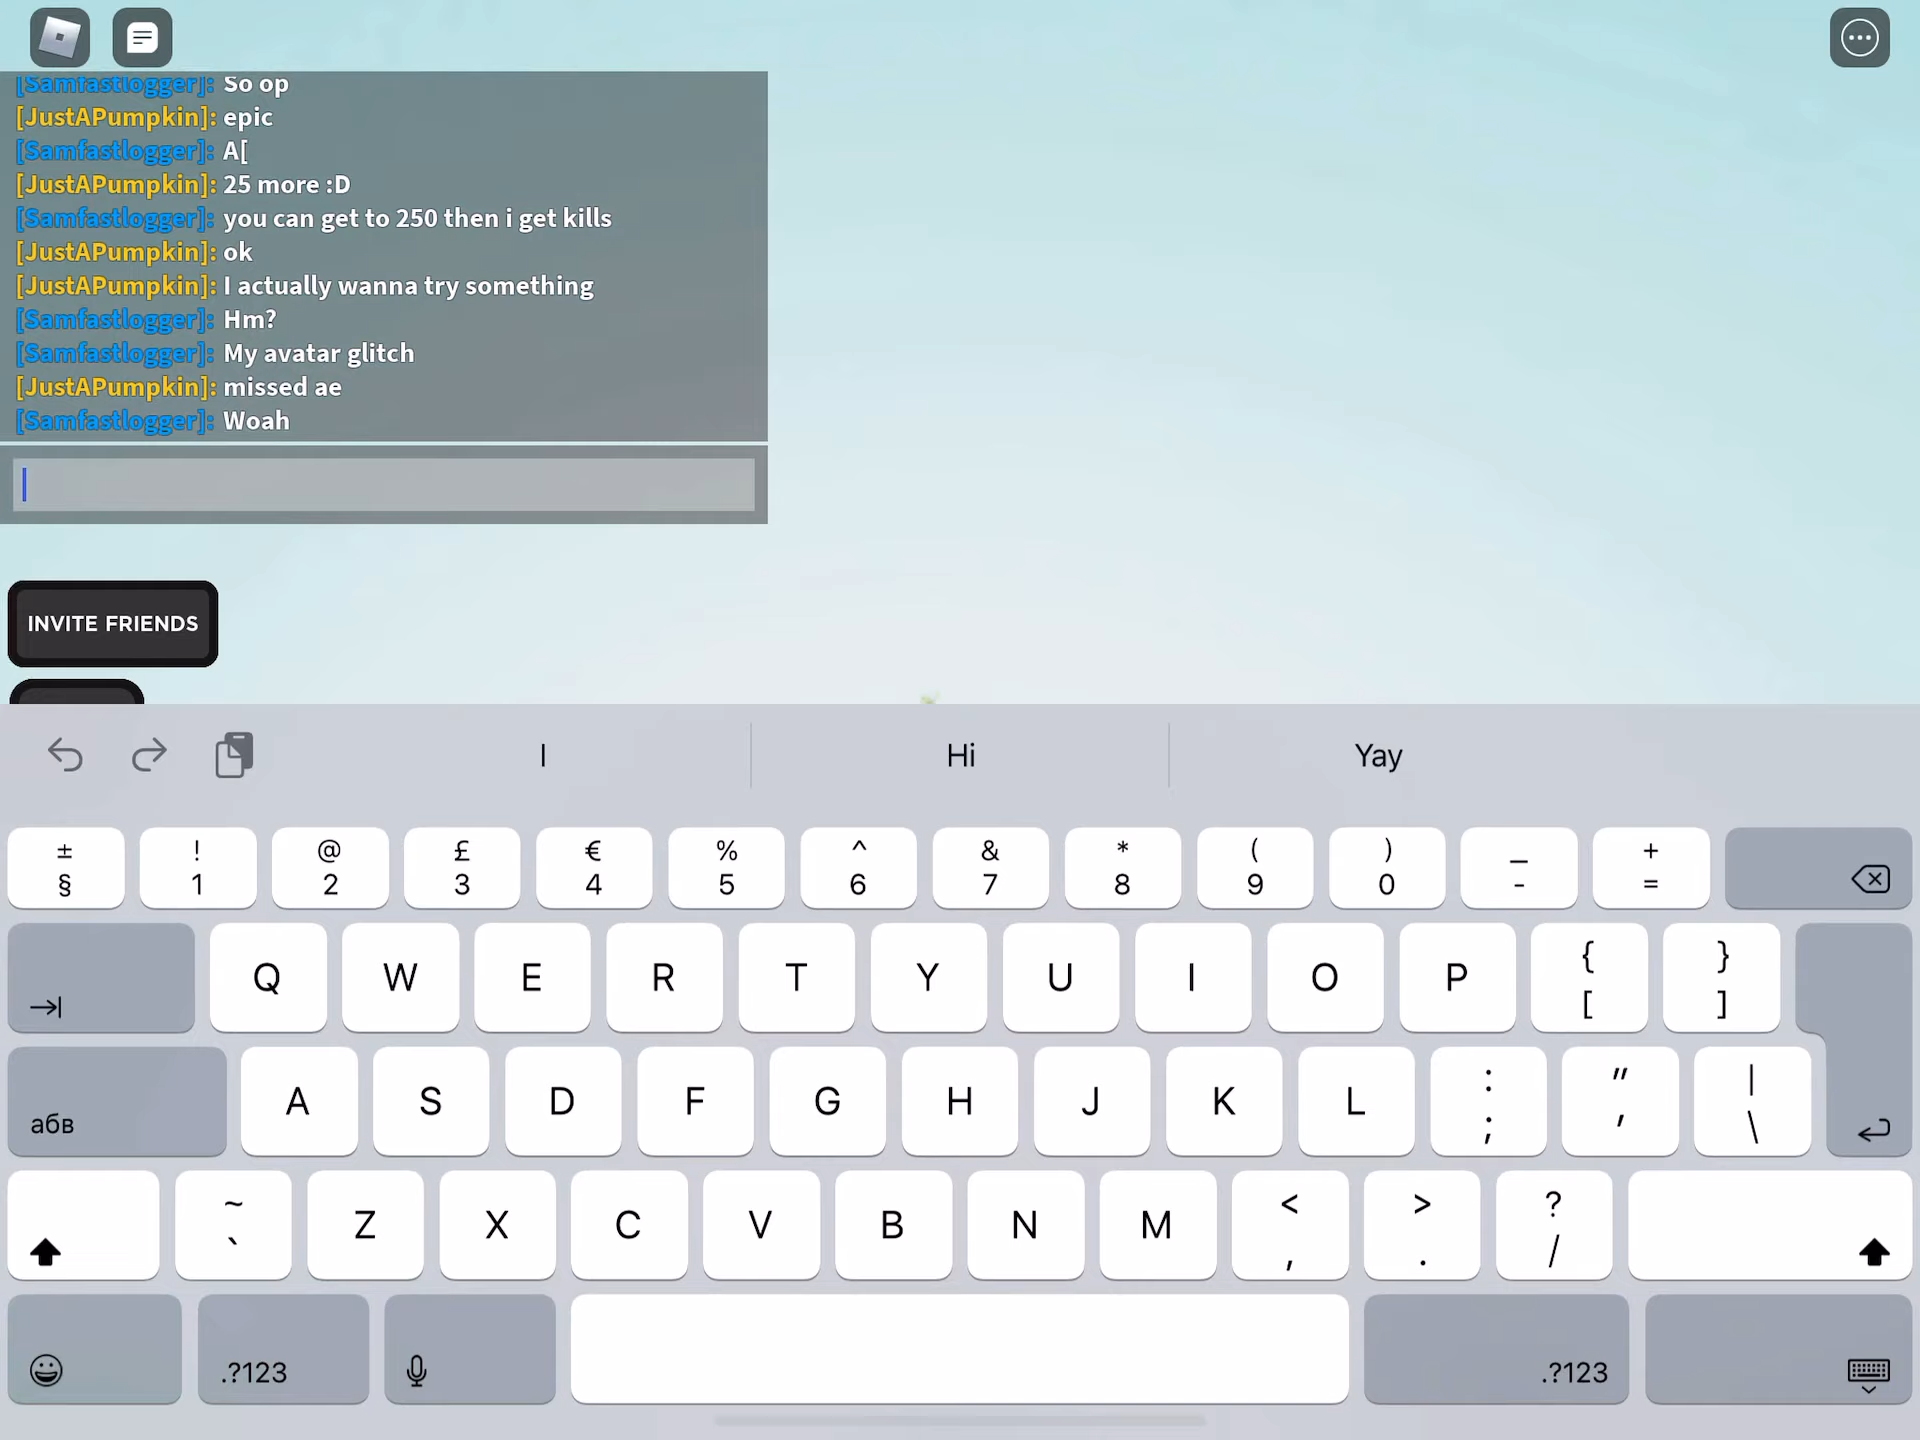 [Samfastlogger]: So op
[JustAPumpkin]: epic
[Samfastlogger]: A[
[JustAPumpkin]: 25 more :D
[Samfastlogger]: you can get to 250 then i get kills
[JustAPumpkin]: ok
[JustAPumpkin]: I actually wanna try something
[Samfastlogger]: Hm?
[Samfastlogger]: My avatar glitch
[JustAPumpkin]: missed ae
[Samfastlogger]: Woah
INVITE FRIENDS
I Hi Yay
± ! @ £ € % ^ & * ( ) _ +
§ 1 2 3 4 5 6 7 8 9 0 - =
Q W E R T Y U I O P { [ } ]
абв A S D F G H J K L : ; " ' | \
~ ` Z X C V B N M < , > . ? /
.?123 .?123